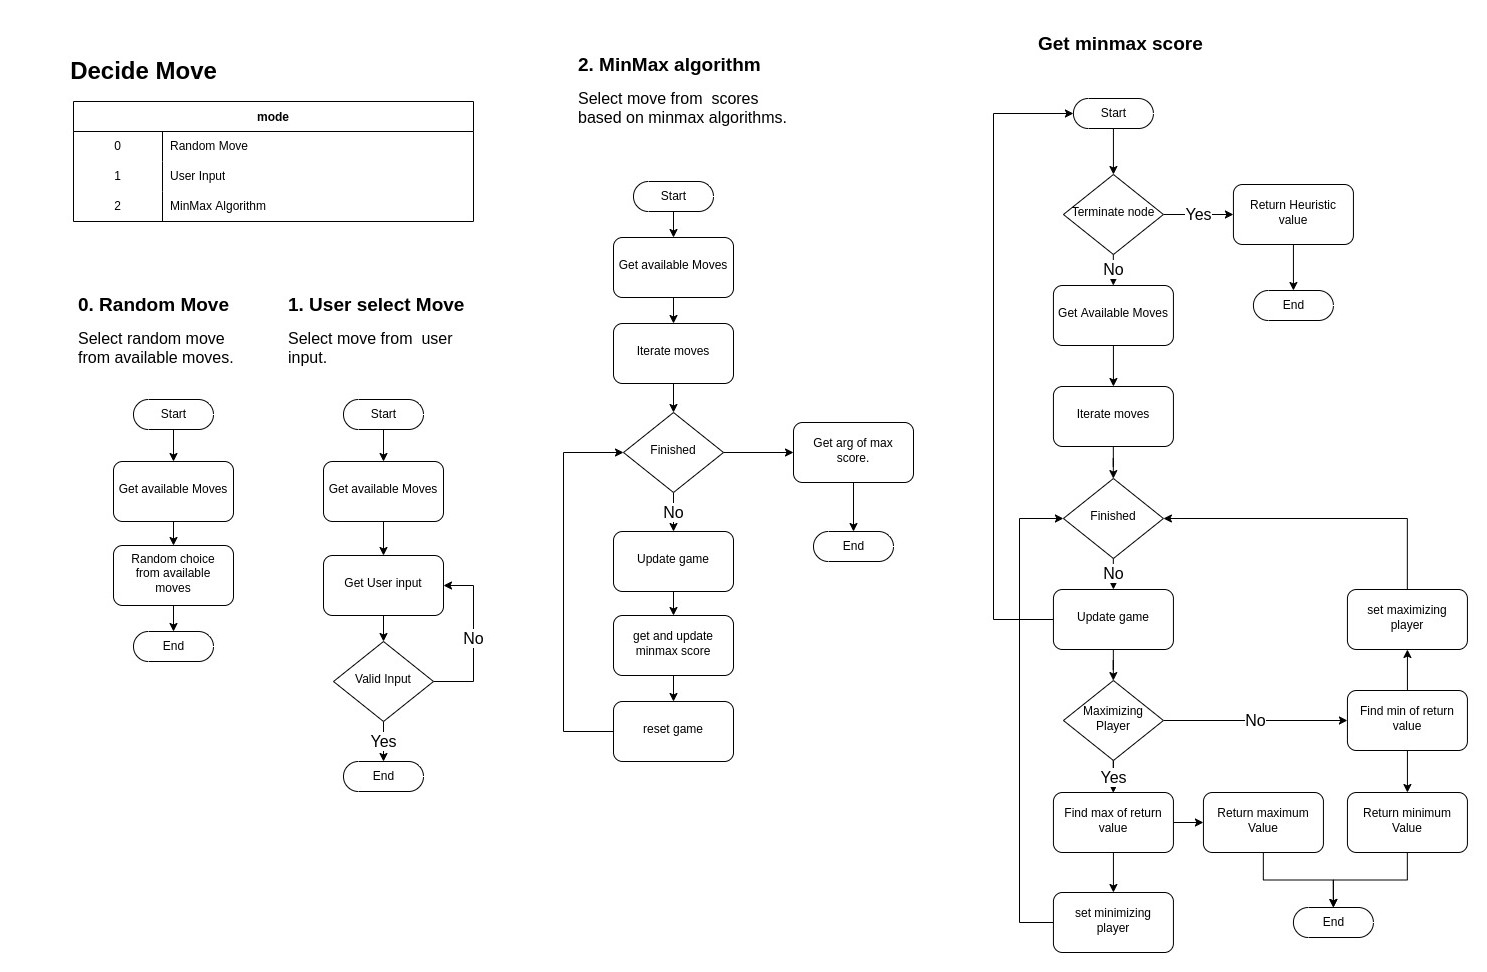 Decide Move
mode
0 Random Move
1 User Input
2 MinMax Algorithm
0. Random Move
Select random move
from available moves.
Start
Get available Moves
Random choice
from available
moves
End
1. User select Move
Select move from  user
input.
Start
Get available Moves
Get User input
No
Valid Input
Yes
End
2. MinMax algorithm
Select move from  scores
based on minmax algorithms.
Start
Get available Moves
Iterate moves
Finished
Get arg of max
score.
End
No
Update game
get and update
minmax score
reset game
Get minmax score
Start
Terminate node
Yes
Return Heuristic
value
End
No
Get Available Moves
Iterate moves
Finished
No
Update game
Maximizing
Player
No
Find min of return
value
set maximizing
player
Return minimum
Value
Yes
Find max of return
value
Return maximum
Value
End
set minimizing
player